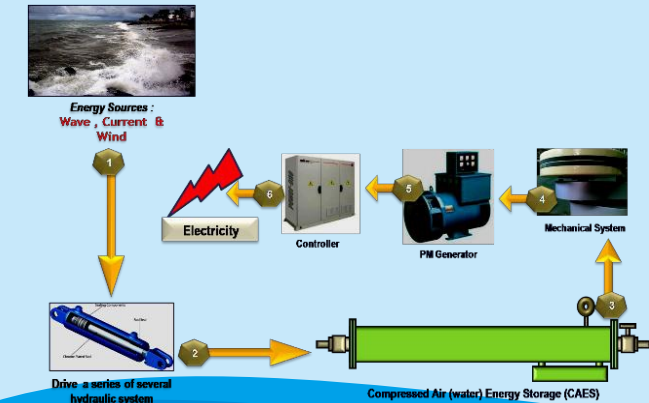 Energy Sources :
Wave , Current &
Wind
1
Drive a series of several
hydraulic system
2
Compressed Air (water) Energy Storage (CAES)
3
Mechanical System
4
PM Generator
5
Controller
6
Electricity